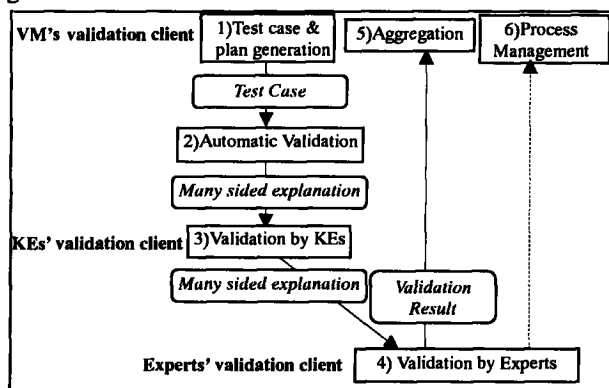 VM's validation client
1)Test case &
plan generation
5)Aggregation
6)Process
Management
Test Case
2)Automatic Validation
Many sided explanation
KEs' validation client
3)Validation by KEs
Many sided explanation
Validation
Result
Experts' validation client
4) Validation by Experts